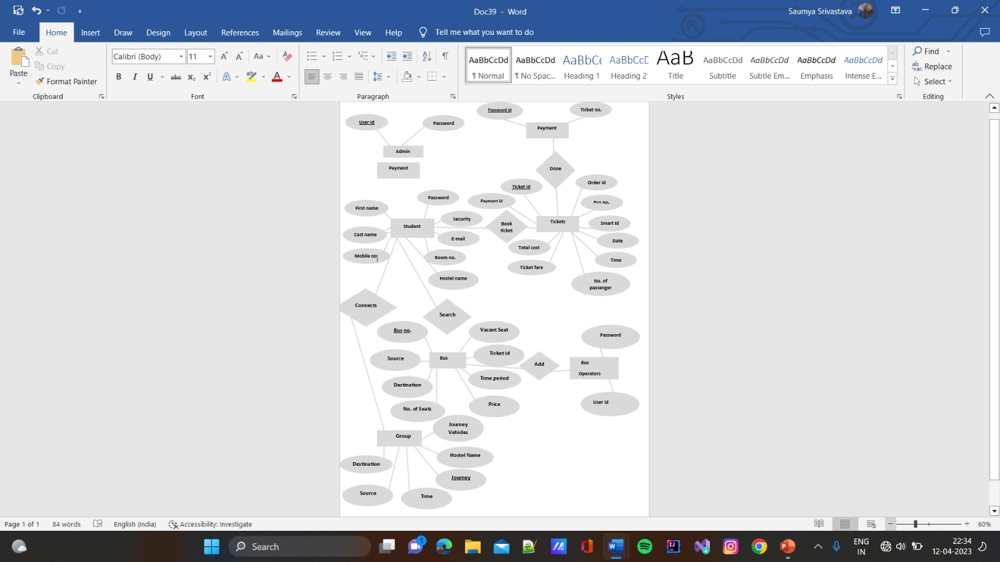 Doc39 - Word
Saumya Srivastava
File Home Insert Draw Design Layout References Mailings Review View Help Tell me what you want to do
Paste
Cut
Copy
Format Painter
Clipboard
Calibri (Body) 11
Font
Paragraph
AaBbCcDd AaBbCcDd AaBbCc AaBbCcD AaB AaBbCcDd AaBbCcDd AaBbCcDd AaBbCcDd
¶ Normal ¶ No Spac... Heading 1 Heading 2 Title Subtitle Subtle Em... Emphasis Intense E...
Styles
Find
Replace
Select
Editing
User Id
Password
Admin
Payment
Password id
Ticket no.
Payment
Done
Ticket id
Order id
Payment id
Bus no.
Tickets
Smart Id
Date
Time
No. of
passenger
Total cost
Ticket fare
Book
ticket
First name
Password
Student
Security
Cast name
E-mail
Mobile no
Room no.
Hostel name
Connects
Search
Bus no.
Vacant Seat
Source
Bus
Ticket id
Add
Bus
Operators
Password
User id
Destination
Time period
No. of Seats
Price
Group
Journey
Vehicles
Hostel Name
Destination
Journey
Source
Time
Page 1 of 1 84 words English (India) Accessibility: Investigate 60%
Search
1
ENG
IN
22:34
12-04-2023